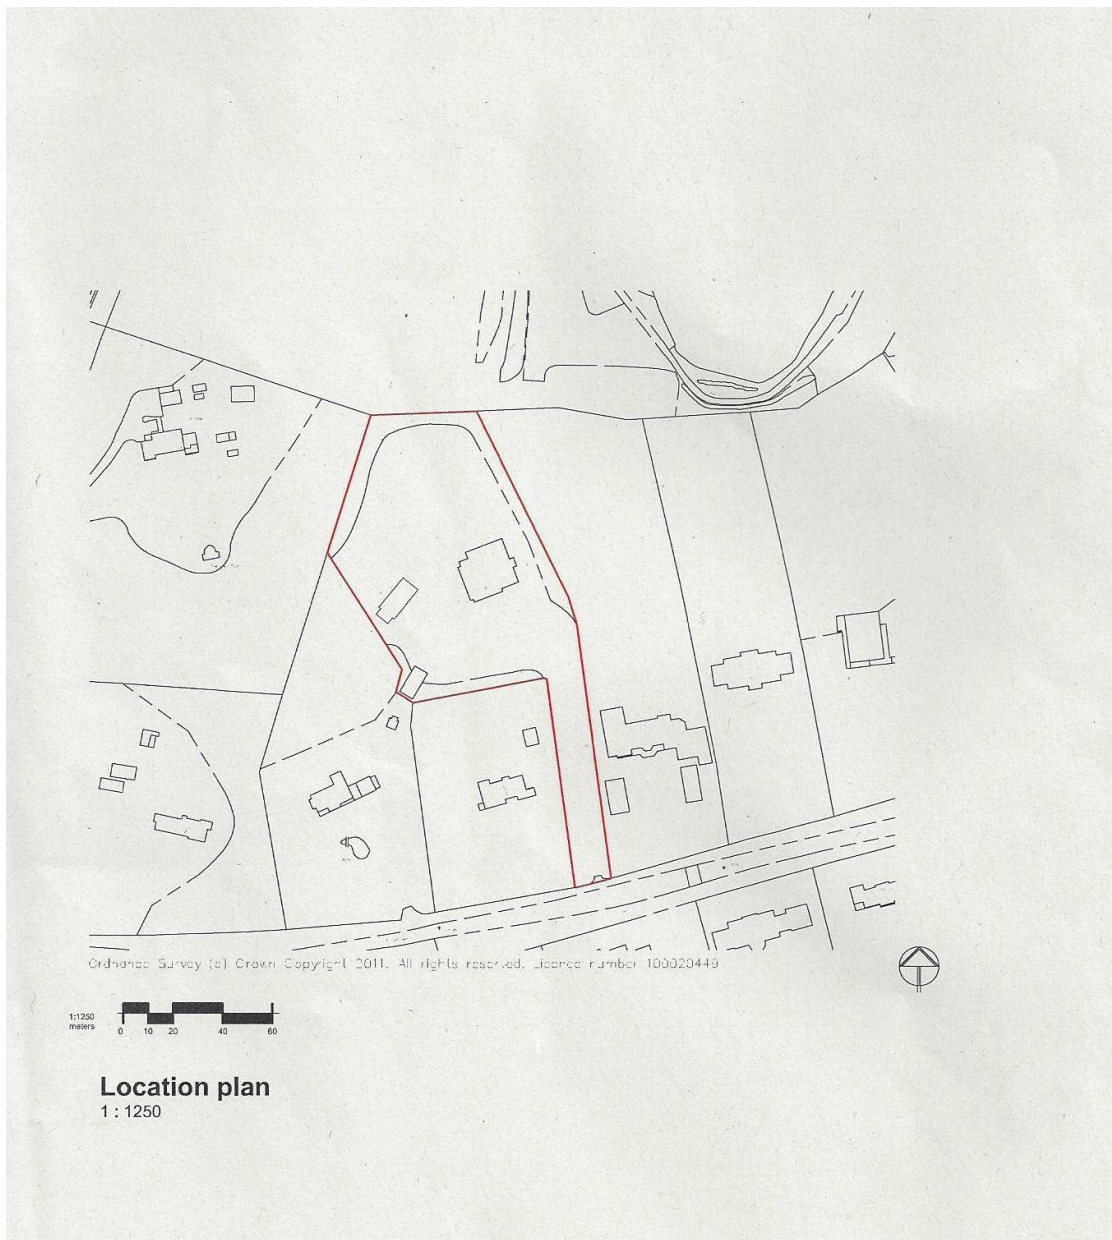 Ordnance Survey (c) Crown Copyright 2011. All rights reserved. Licence number 100020449
1:1250
meters
0 10 20 40 60
Location plan
1 : 1250